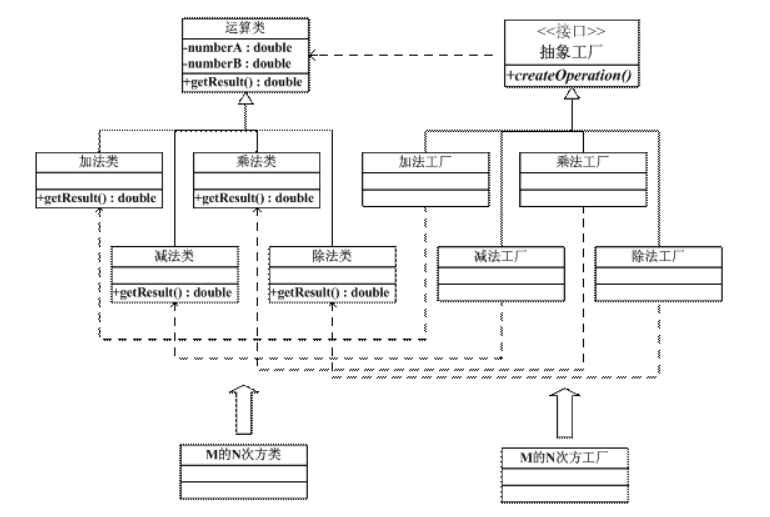 运算类
-numberA : double
-numberB : double
+getResult() : double
<<接口>>
抽象工厂
+createOperation()
加法类
+getResult() : double
乘法类
+getResult() : double
加法工厂
乘法工厂
减法类
+getResult() : double
除法类
+getResult() : double
减法工厂
除法工厂
M的N次方类
M的N次方工厂